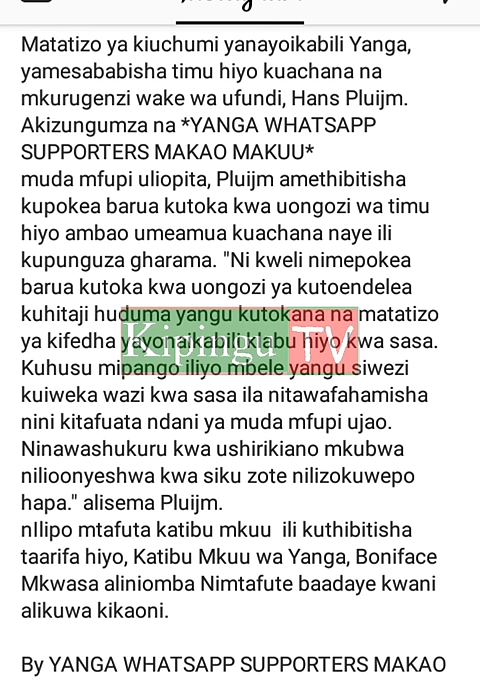 Matatizo ya kiuchumi yanayoikabili Yanga,
yamesababisha timu hiyo kuachana na
mkurugenzi wake wa ufundi, Hans Pluijm.
Akizungumza na *YANGA WHATSAPP
SUPPORTERS MAKAO MAKUU*
muda mfupi uliopita, Pluijm amethibitisha
kupokea barua kutoka kwa uongozi wa timu
hiyo ambao umeamua kuachana naye ili
kupunguza gharama. "Ni kweli nimepokea
barua kutoka kwa uongozi ya kutoendelea
kuhitaji huduma yangu kutokana na matatizo
ya kifedha yayonaikabili klabu hiyo kwa sasa.
Kipingu TV
Kuhusu mipango iliyo mbele yangu siwezi
kuiweka wazi kwa sasa ila nitawafahamisha
nini kitafuata ndani ya muda mfupi ujao.
Ninawashukuru kwa ushirikiano mkubwa
nilioonyeshwa kwa siku zote nilizokuwepo
hapa." alisema Pluijm.
nIlipo mtafuta katibu mkuu ili kuthibitisha
taarifa hiyo, Katibu Mkuu wa Yanga, Boniface
Mkwasa aliniomba Nimtafute baadaye kwani
alikuwa kikaoni.
By YANGA WHATSAPP SUPPORTERS MAKAO